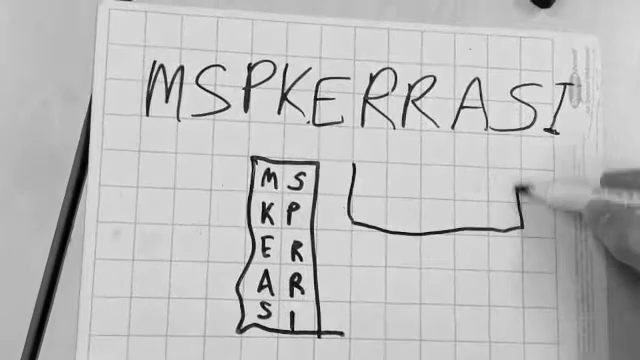 MSPKERRASI
M S
K P
E R
A R
S I